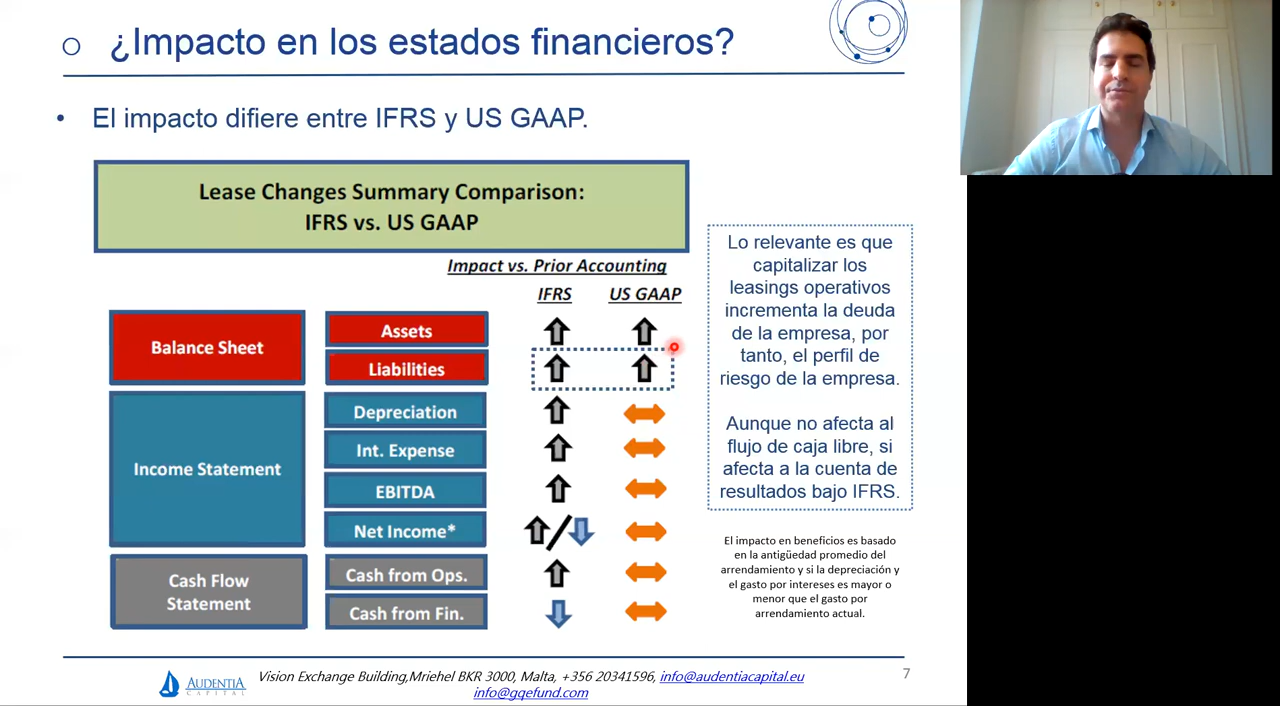 ¿Impacto en los estados financieros?
• El impacto difiere entre IFRS y US GAAP.
Lease Changes Summary Comparison:
IFRS vs. US GAAP
Impact vs. Prior Accounting
IFRS US GAAP
Balance Sheet
Assets
Liabilities
Income Statement
Depreciation
Int. Expense
EBITDA
Net Income*
Cash Flow
Statement
Cash from Ops.
Cash from Fin.
Lo relevante es que
capitalizar los
leasings operativos
incrementa la deuda
de la empresa, por
tanto, el perfil de
riesgo de la empresa.
Aunque no afecta al
flujo de caja libre, si
afecta a la cuenta de
resultados bajo IFRS.
El impacto en beneficios es basado
en la antigüedad promedio del
arrendamiento y si la depreciación y
el gasto por intereses es mayor o
menor que el gasto por
arrendamiento actual.
AUDENTIA
CAPITAL
Vision Exchange Building,Mriehel BKR 3000, Malta, +356 20341596, info@audentiacapital.eu
info@gqefund.com
7